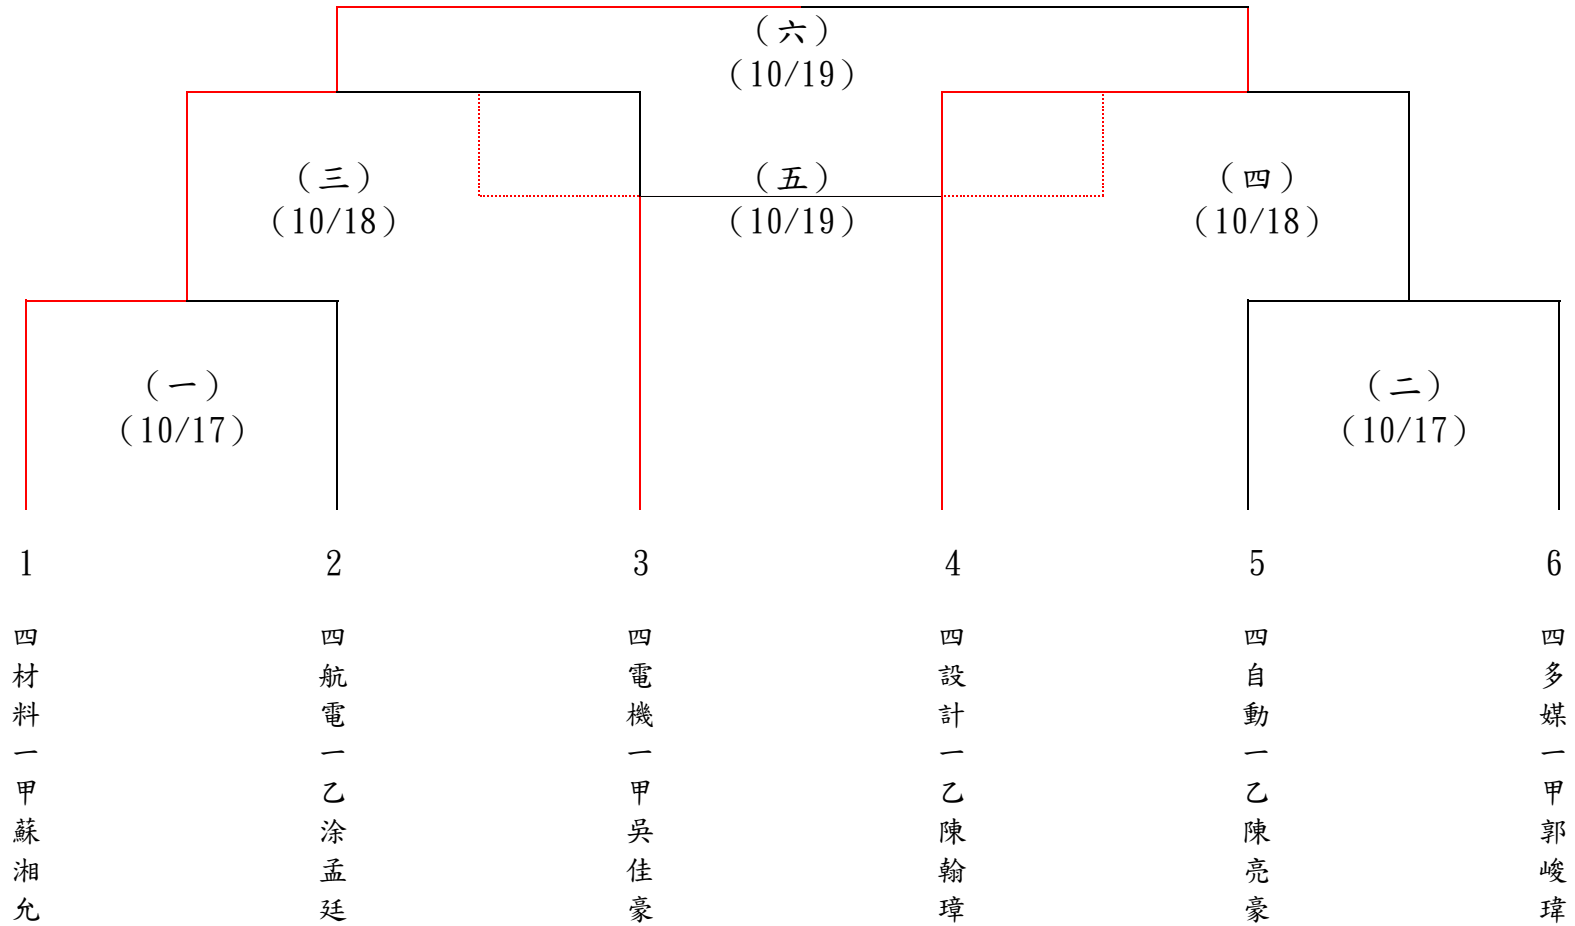 （六）
（10/19）
（三）
（10/18）
（五）
（10/19）
（四）
（10/18）
（一）
（10/17）
（二）
（10/17）
1
2
3
4
5
6
四材料一甲蘇湘允
四航電一乙涂孟廷
四電機一甲吳佳豪
四設計一乙陳翰璋
四自動一乙陳亮豪
四多媒一甲郭峻瑋